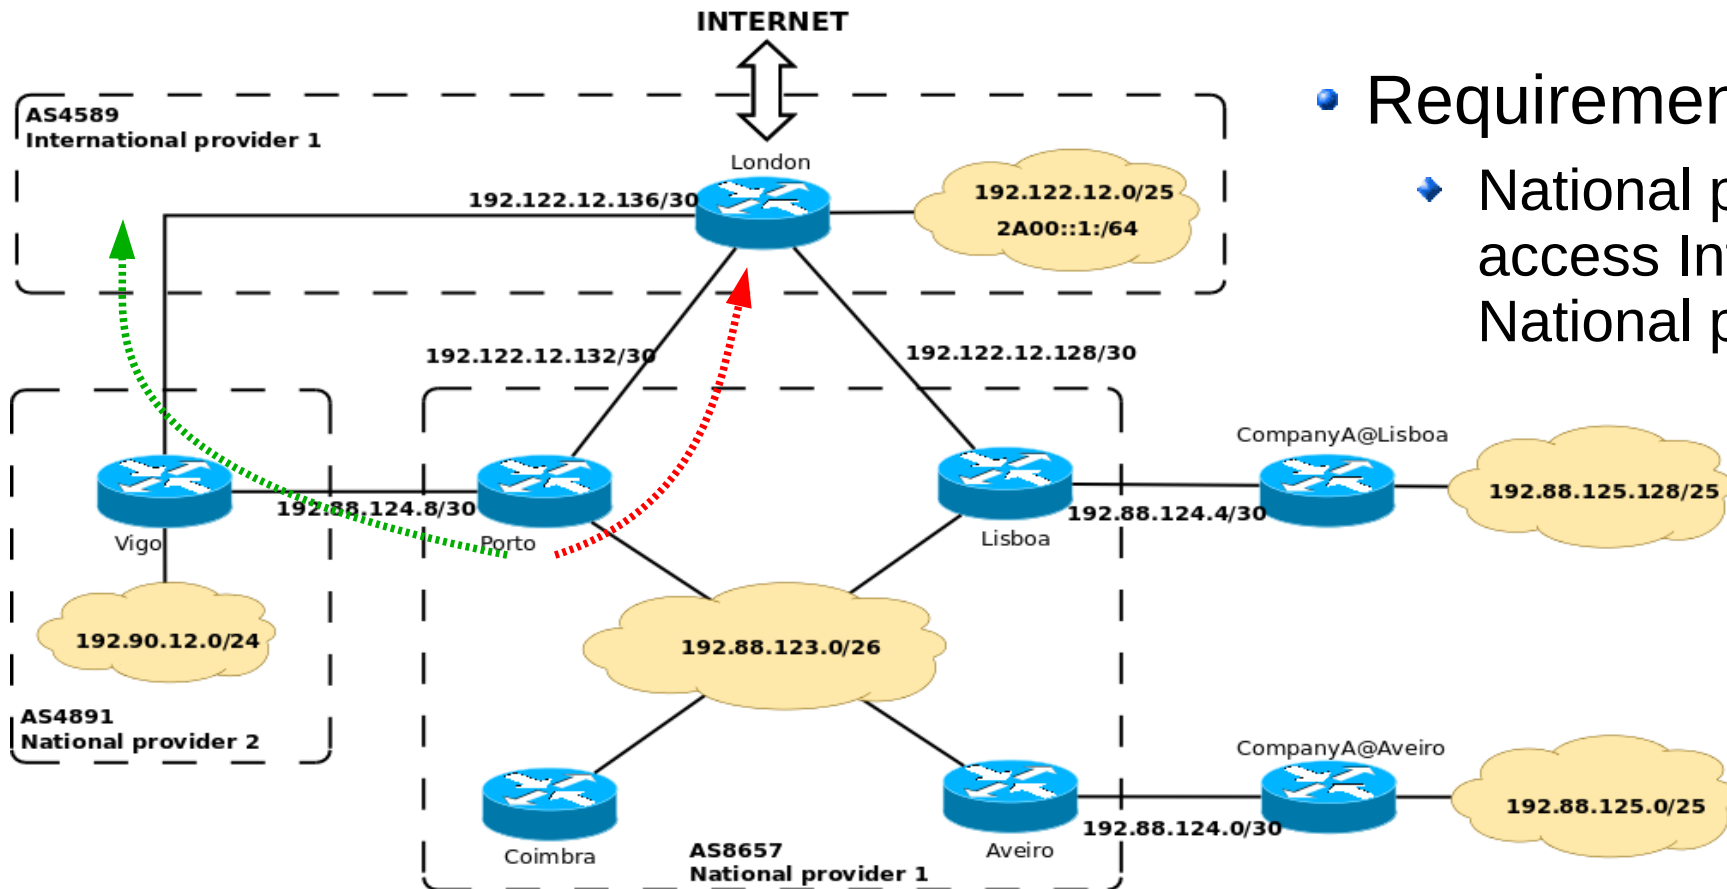 INTERNET
AS4589
International provider 1
London
192.122.12.136/30
192.122.12.0/25
2A00::1:/64
192.122.12.132/30
192.122.12.128/30
Vigo
192.88.124.8/30
Porto
Lisboa
192.88.124.4/30
CompanyA@Lisboa
192.88.125.128/25
192.90.12.0/24
192.88.123.0/26
AS4891
National provider 2
Coimbra
AS8657
National provider 1
Aveiro
192.88.124.0/30
CompanyA@Aveiro
192.88.125.0/25
National
access
National